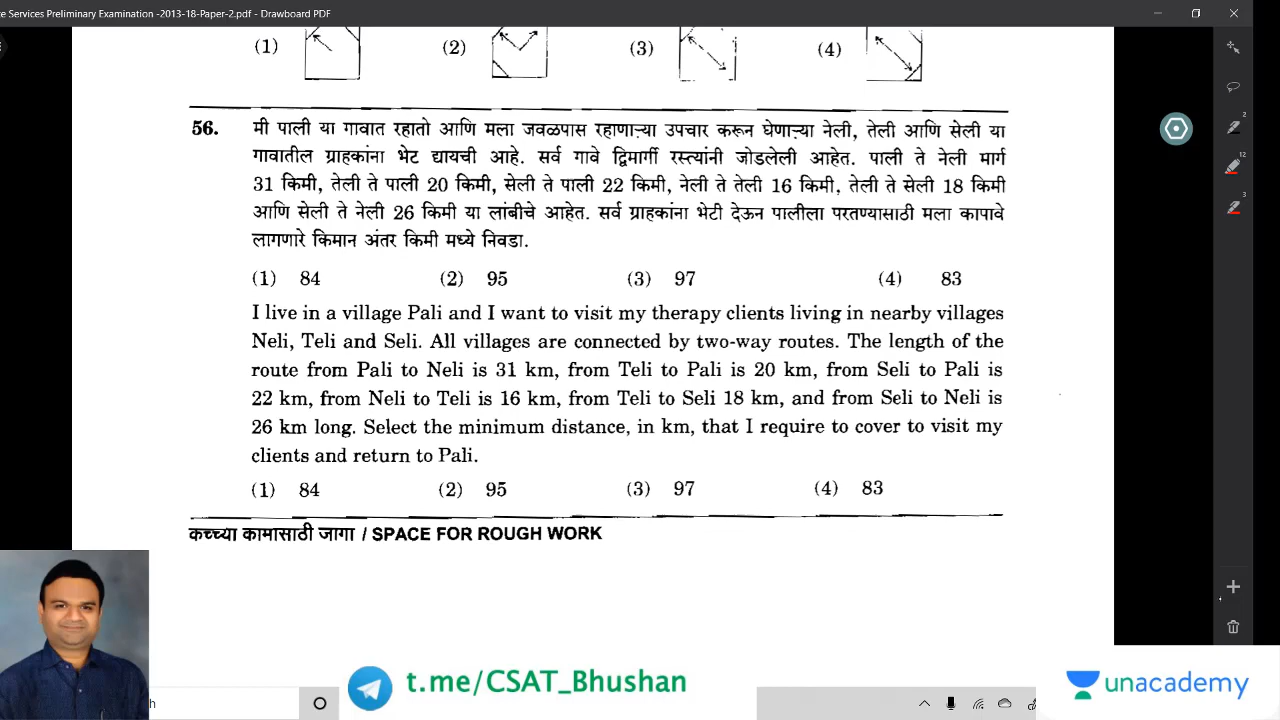 e Services Preliminary Examination -2013-18-Paper-2.pdf - Drawboard PDF
(1) (2) (3) (4)
56. मी पाली या गावात रहातो आणि मला जवळपास रहाणाऱ्या उपचार करून घेणाऱ्या नेली, तेली आणि सेली या
गावातील ग्राहकांना भेट द्यायची आहे. सर्व गावे द्विमार्गी रस्त्यांनी जोडलेली आहेत. पाली ते नेली मार्ग
31 किमी, तेली ते पाली 20 किमी, सेली ते पाली 22 किमी, नेली ते तेली 16 किमी, तेली ते सेली 18 किमी
आणि सेली ते नेली 26 किमी या लांबीचे आहेत. सर्व ग्राहकांना भेटी देऊन पालीला परतण्यासाठी मला कापावे
लागणारे किमान अंतर किमी मध्ये निवडा.
(1) 84 (2) 95 (3) 97 (4) 83
I live in a village Pali and I want to visit my therapy clients living in nearby villages
Neli, Teli and Seli. All villages are connected by two-way routes. The length of the
route from Pali to Neli is 31 km, from Teli to Pali is 20 km, from Seli to Pali is
22 km, from Neli to Teli is 16 km, from Teli to Seli 18 km, and from Seli to Neli is
26 km long. Select the minimum distance, in km, that I require to cover to visit my
clients and return to Pali.
(1) 84 (2) 95 (3) 97 (4) 83
कच्च्या कामासाठी जागा / SPACE FOR ROUGH WORK
2
12
3
t.me/CSAT_Bhushan
unacademy
h